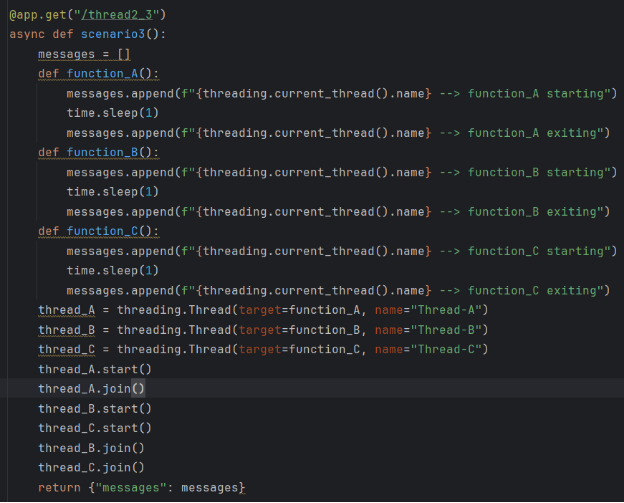 @app.get("/thread2_3")
async def scenario3():
    messages = []
    def function_A():
        messages.append(f"{threading.current_thread().name} --> function_A starting")
        time.sleep(1)
        messages.append(f"{threading.current_thread().name} --> function_A exiting")
    def function_B():
        messages.append(f"{threading.current_thread().name} --> function_B starting")
        time.sleep(1)
        messages.append(f"{threading.current_thread().name} --> function_B exiting")
    def function_C():
        messages.append(f"{threading.current_thread().name} --> function_C starting")
        time.sleep(1)
        messages.append(f"{threading.current_thread().name} --> function_C exiting")
    thread_A = threading.Thread(target=function_A, name="Thread-A")
    thread_B = threading.Thread(target=function_B, name="Thread-B")
    thread_C = threading.Thread(target=function_C, name="Thread-C")
    thread_A.start()
    thread_A.join()
    thread_B.start()
    thread_C.start()
    thread_B.join()
    thread_C.join()
    return {"messages": messages}